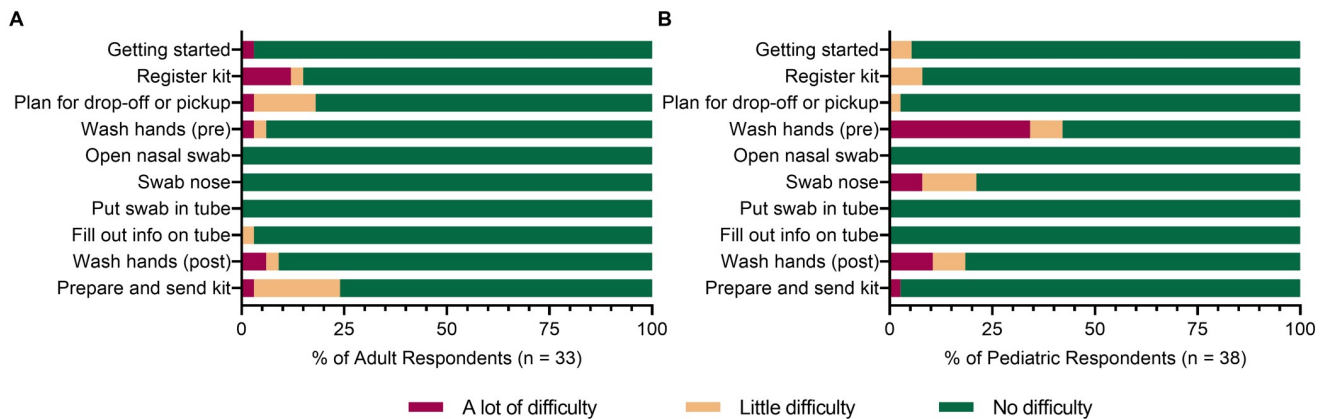 A
Getting started
Register kit
Plan for drop-off or pickup
Wash hands (pre)
Open nasal swab
Swab nose
Put swab in tube
Fill out info on tube
Wash hands (post)
Prepare and send kit
0 25 50 75 100
% of Adult Respondents (n = 33)
B
Getting started
Register kit
Plan for drop-off or pickup
Wash hands (pre)
Open nasal swab
Swab nose
Put swab in tube
Fill out info on tube
Wash hands (post)
Prepare and send kit
0 25 50 75 100
% of Pediatric Respondents (n = 38)
A lot of difficulty Little difficulty No difficulty